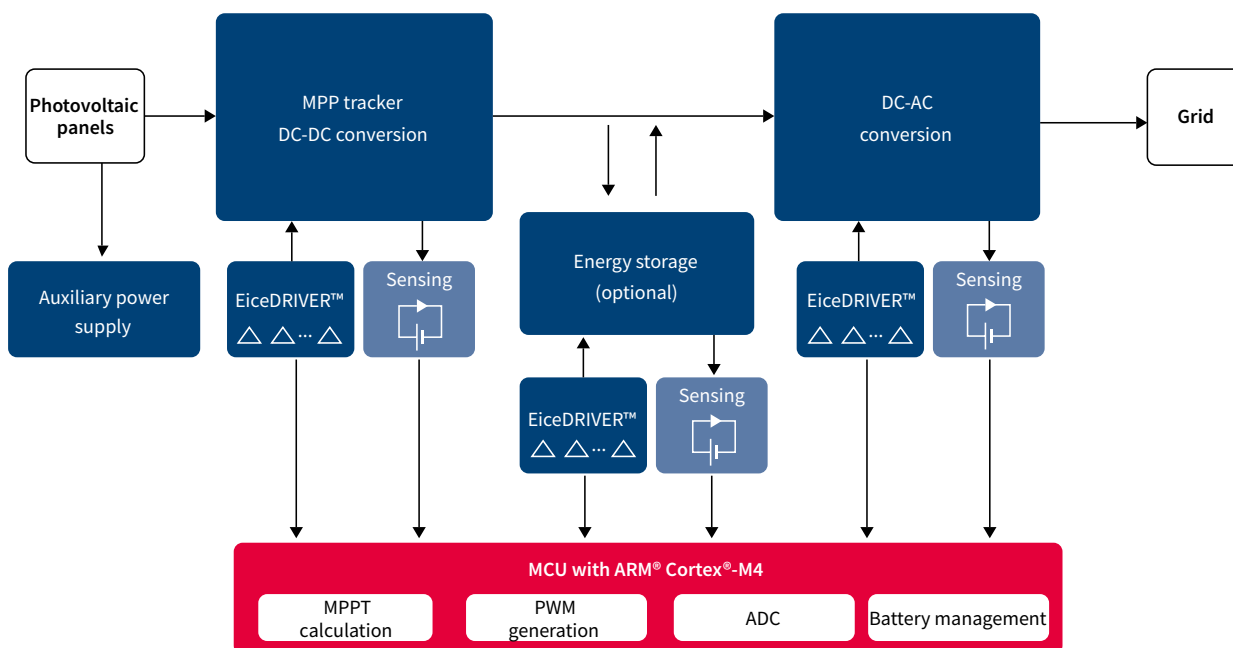 Photovoltaic
panels
MPP tracker
DC-DC conversion
DC-AC
conversion
Grid
Auxiliary power
supply
EiceDRIVER™
...
Sensing
Energy storage
(optional)
EiceDRIVER™
...
Sensing
EiceDRIVER™
...
Sensing
MCU with ARM® Cortex®-M4
MPPT
calculation
PWM
generation
ADC
Battery management